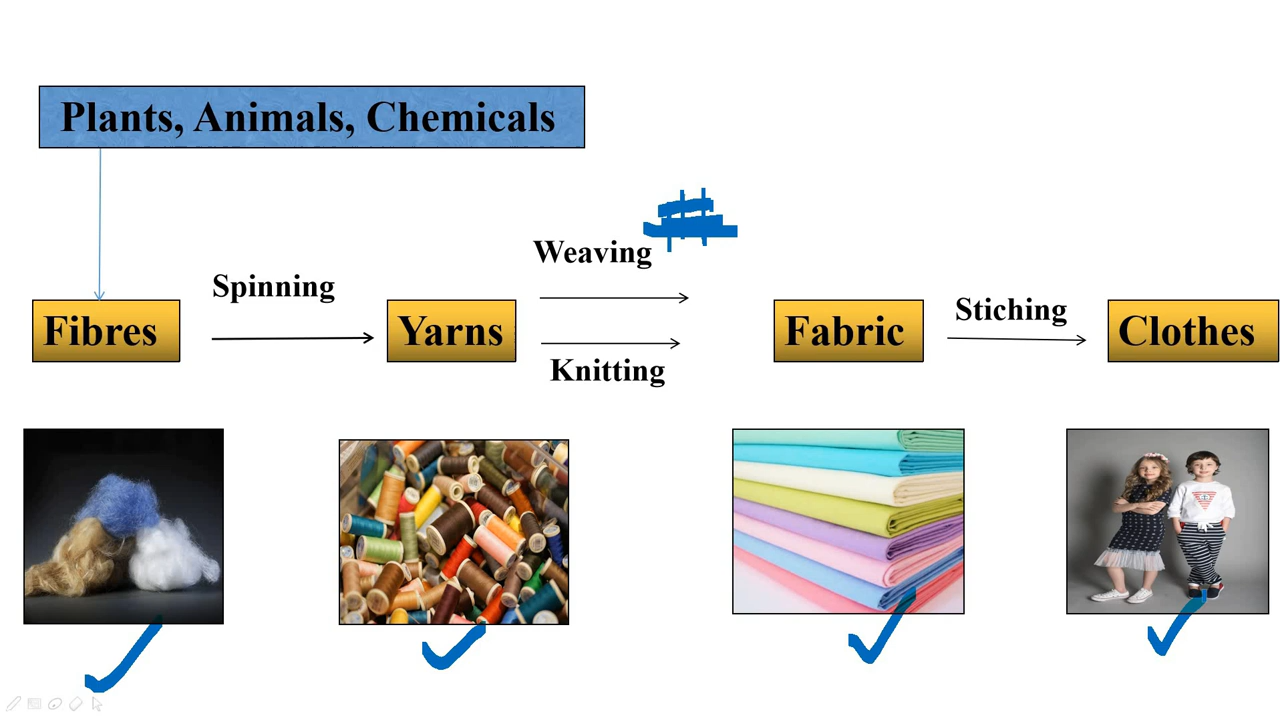 Plants, Animals, Chemicals
Weaving
Spinning
Stiching
Fibres
Yarns
Fabric
Clothes
Knitting